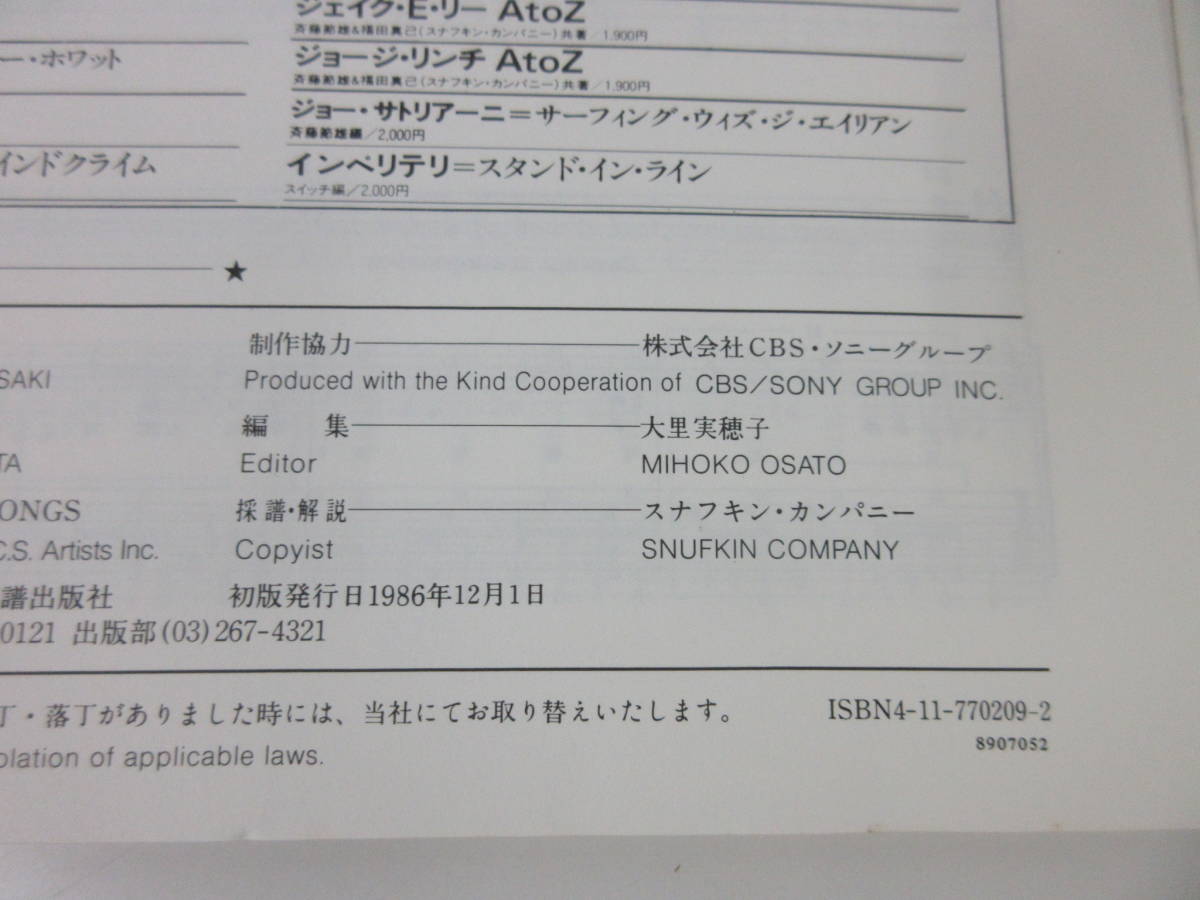 ジェイク・E・リー AtoZ
斉藤節雄&福田真己(スナフキン・カンパニー)共著/1,900円
ー・ホワット
ジョージ・リンチ AtoZ
斉藤節雄&福田真己(スナフキン・カンパニー)共著/1,900円
ジョー・サトリアーニ=サーフィング・ウィズ・ジ・エイリアン
斉藤節雄編/2,000円
インドクライム
インペリテリ=スタンド・イン・ライン
スイッチ編/2,000円
★
制作協力 株式会社CBS・ソニーグループ
SAKI Produced with the Kind Cooperation of CBS/SONY GROUP INC.
編 集 大里実穂子
TA Editor MIHOKO OSATO
ONGS 採譜・解説 スナフキン・カンパニー
C.S. Artists Inc. Copyist SNUFKIN COMPANY
譜出版社 初版発行日1986年12月1日
0121 出版部(03)267-4321
丁・落丁がありました時には、当社にてお取り替えいたします。 ISBN4-11-770209-2
8907052
olation of applicable laws.